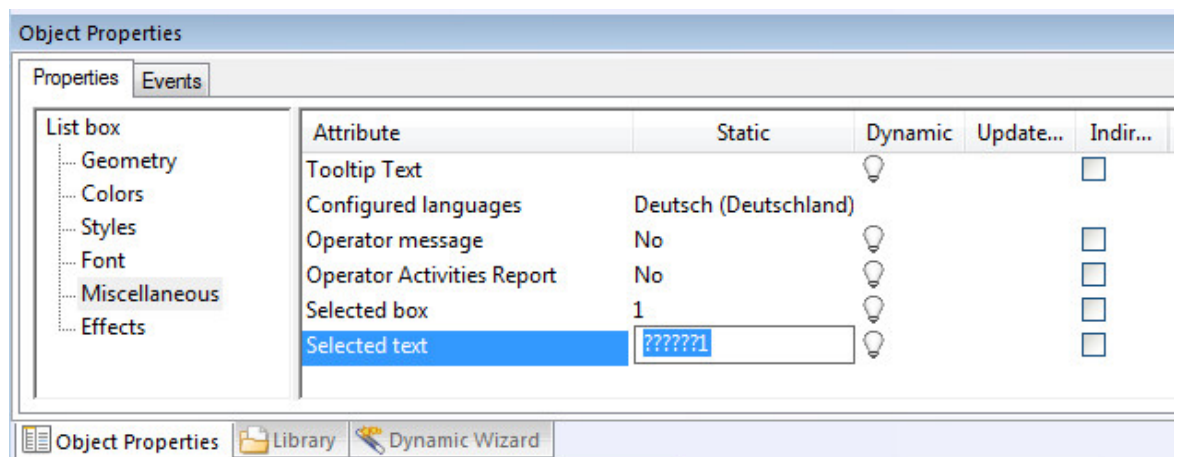 Object Properties
Properties Events
List box
Geometry
Colors
Styles
Font
Miscellaneous
Effects
Attribute Static Dynamic Update... Indir...
Tooltip Text
Configured languages Deutsch (Deutschland)
Operator message No
Operator Activities Report No
Selected box 1
Selected text ??????1
Object Properties Library Dynamic Wizard